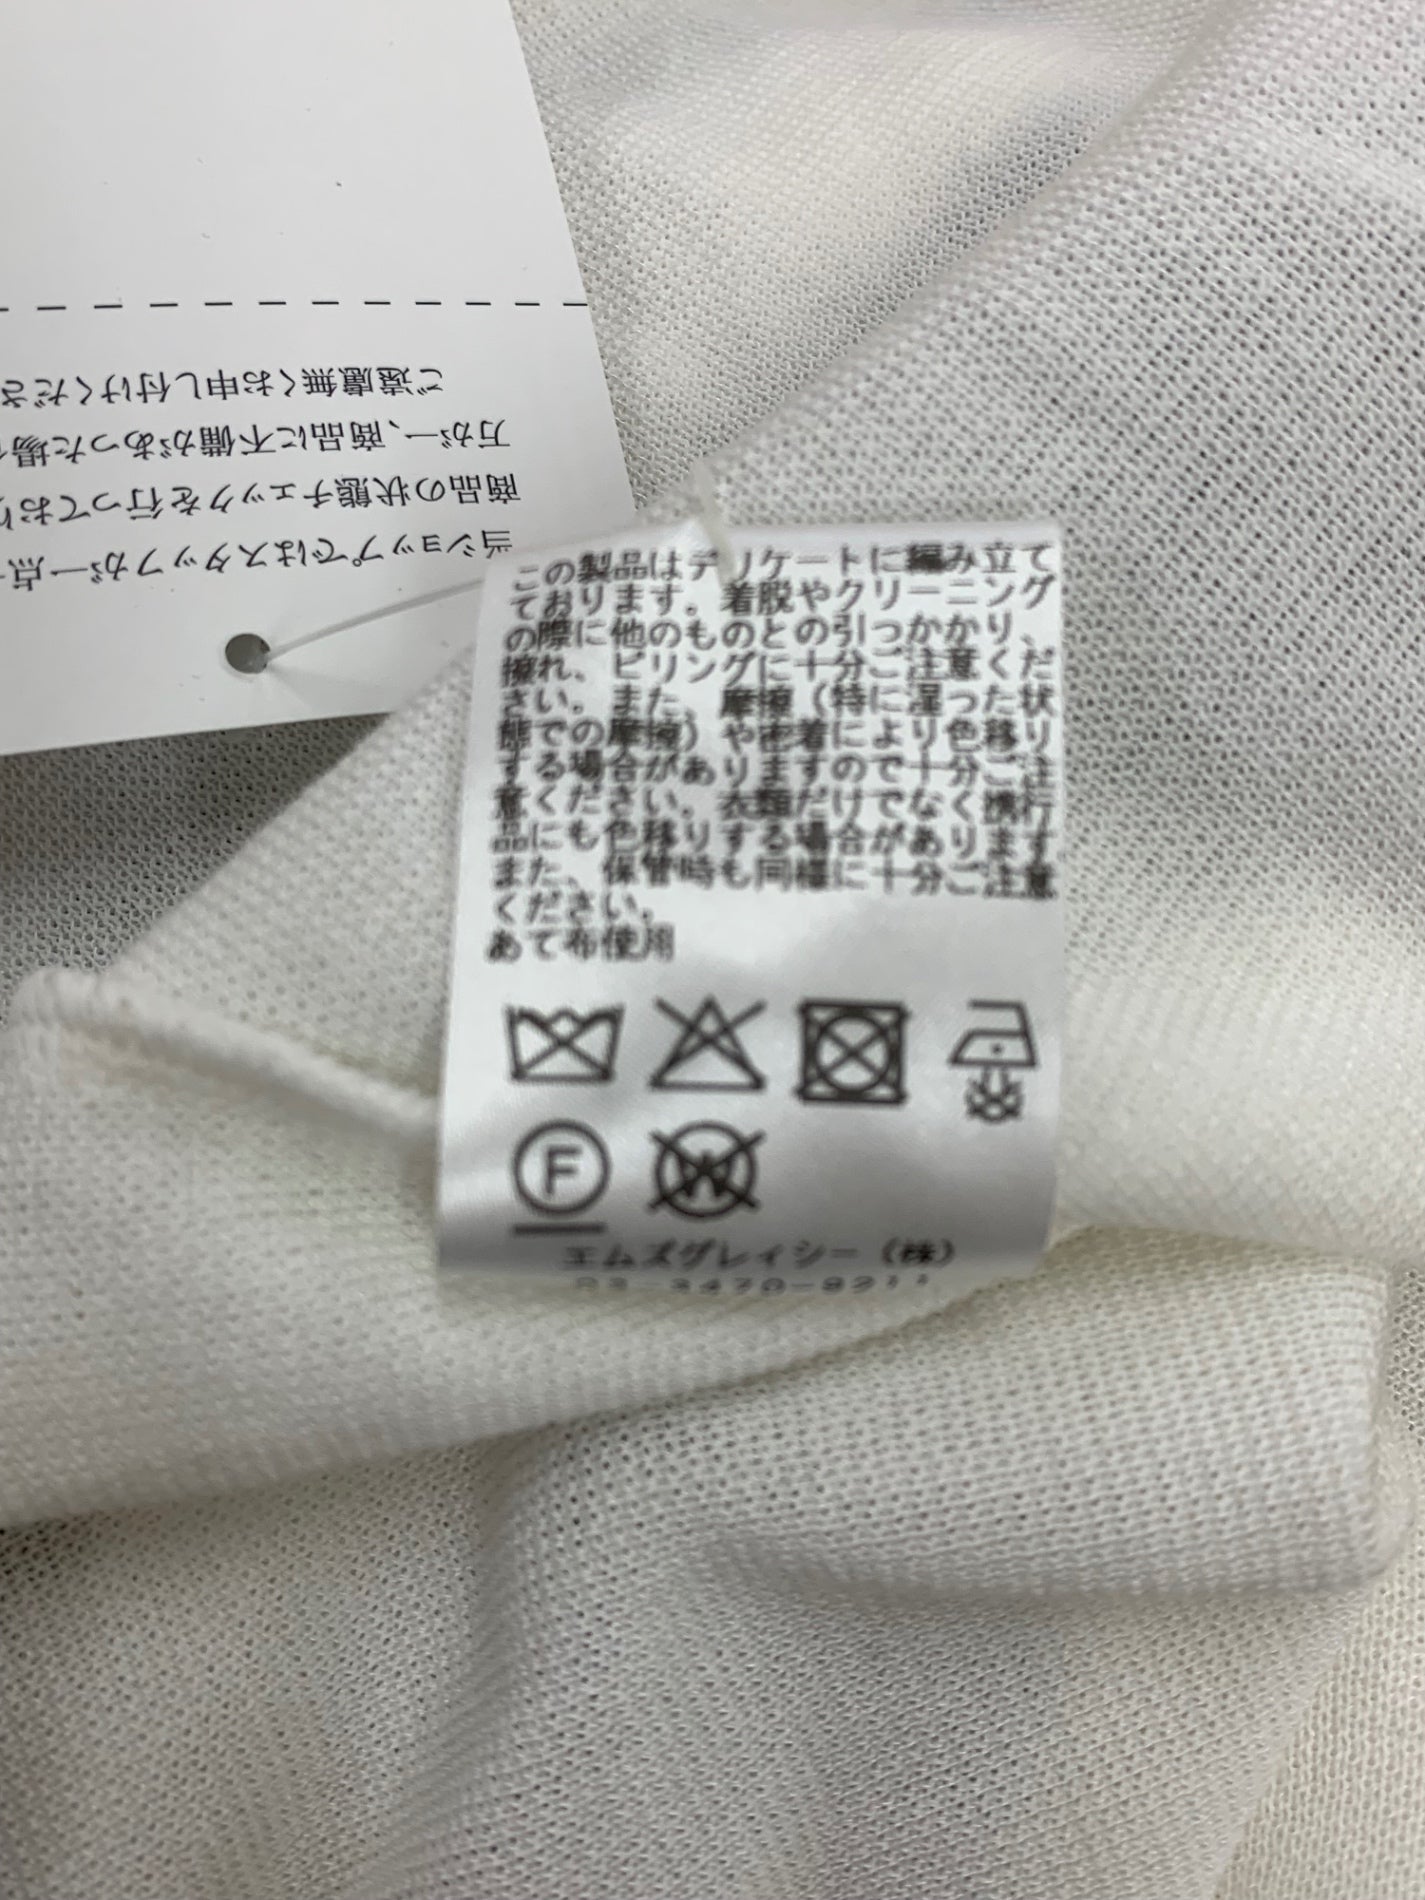 当ショップではスタッフが一点
商品の状態チェックを行っており
万が一、商品に不備があった場
ご遠慮無くお申し付けくださ
この製品はデリケートに編み立て
ております。着脱やクリーニング
の際に他のものとの引っかかり、
擦れ、ピリングに十分ご注意くだ
さい。また、摩擦（特に湿った状
態での摩擦）や密着により色移り
する場合がありますので十分ご注
意ください。衣類だけでなく携行
品にも色移りする場合があります
また、保管時も同様に十分ご注意
ください。
あて布使用
F
W
エムズグレィシー（株）
03-3470-8211